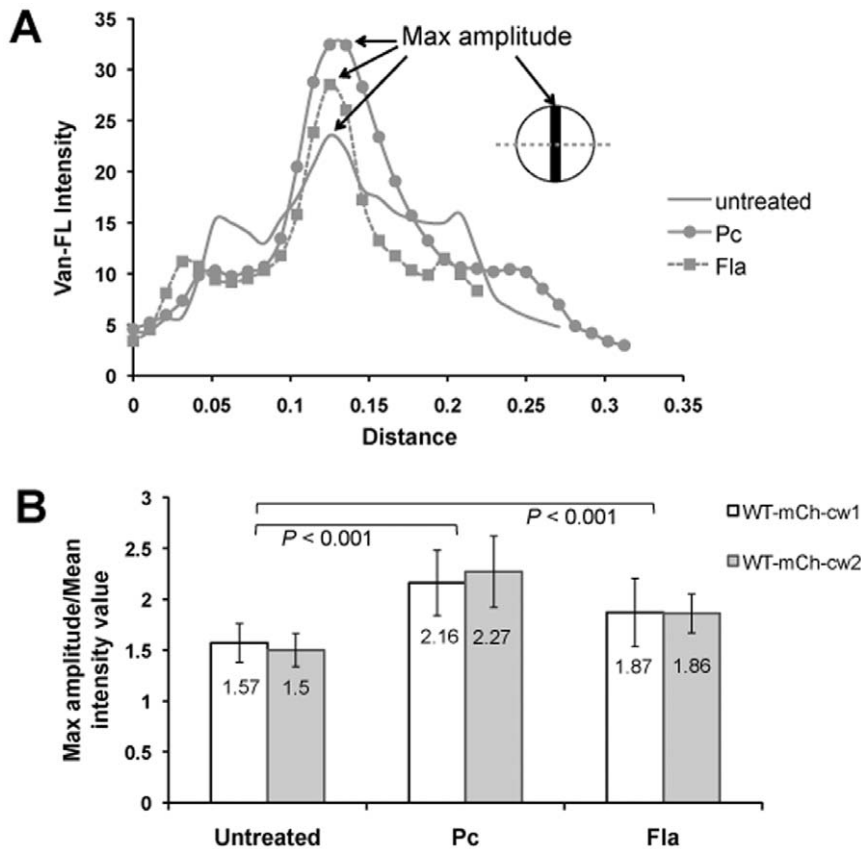 A
Max amplitude
Van-FL Intensity
35
30
25
20
15
10
5
0
0
0.05
0.1
0.15
0.2
0.25
0.3
0.35
Distance
untreated
Pc
Fla
B
Max amplitude/Mean
intensity value
3
2.5
2
1.5
1
0.5
0
P < 0.001
P < 0.001
WT-mCh-cw1
WT-mCh-cw2
1.57
1.5
2.16
2.27
1.87
1.86
Untreated
Pc
Fla